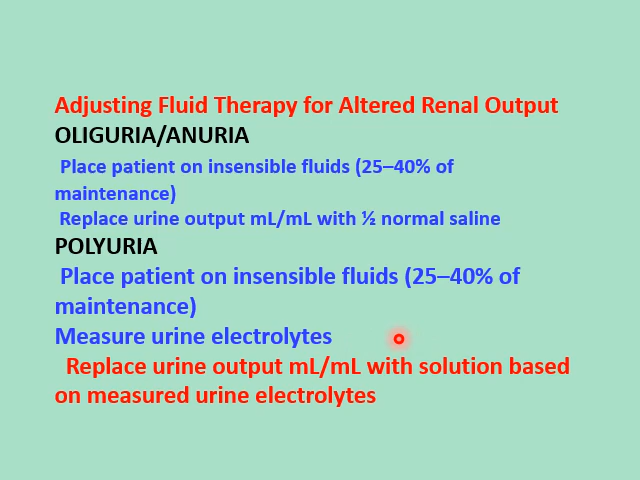 Adjusting Fluid Therapy for Altered Renal Output
OLIGURIA/ANURIA
Place patient on insensible fluids (25–40% of
maintenance)
Replace urine output mL/mL with ½ normal saline
POLYURIA
Place patient on insensible fluids (25–40% of
maintenance)
Measure urine electrolytes
Replace urine output mL/mL with solution based
on measured urine electrolytes